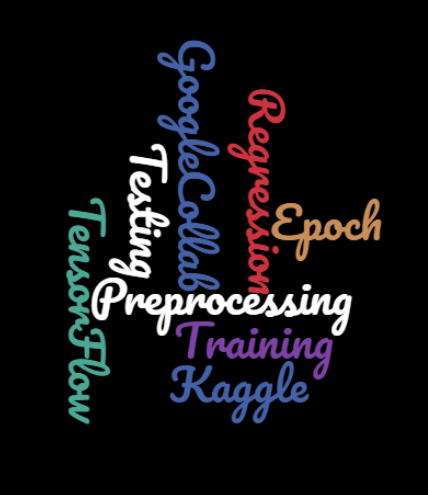 GoogleCollab
Regression
Testing
TensorFlow
Epoch
Preprocessing
Training
Kaggle